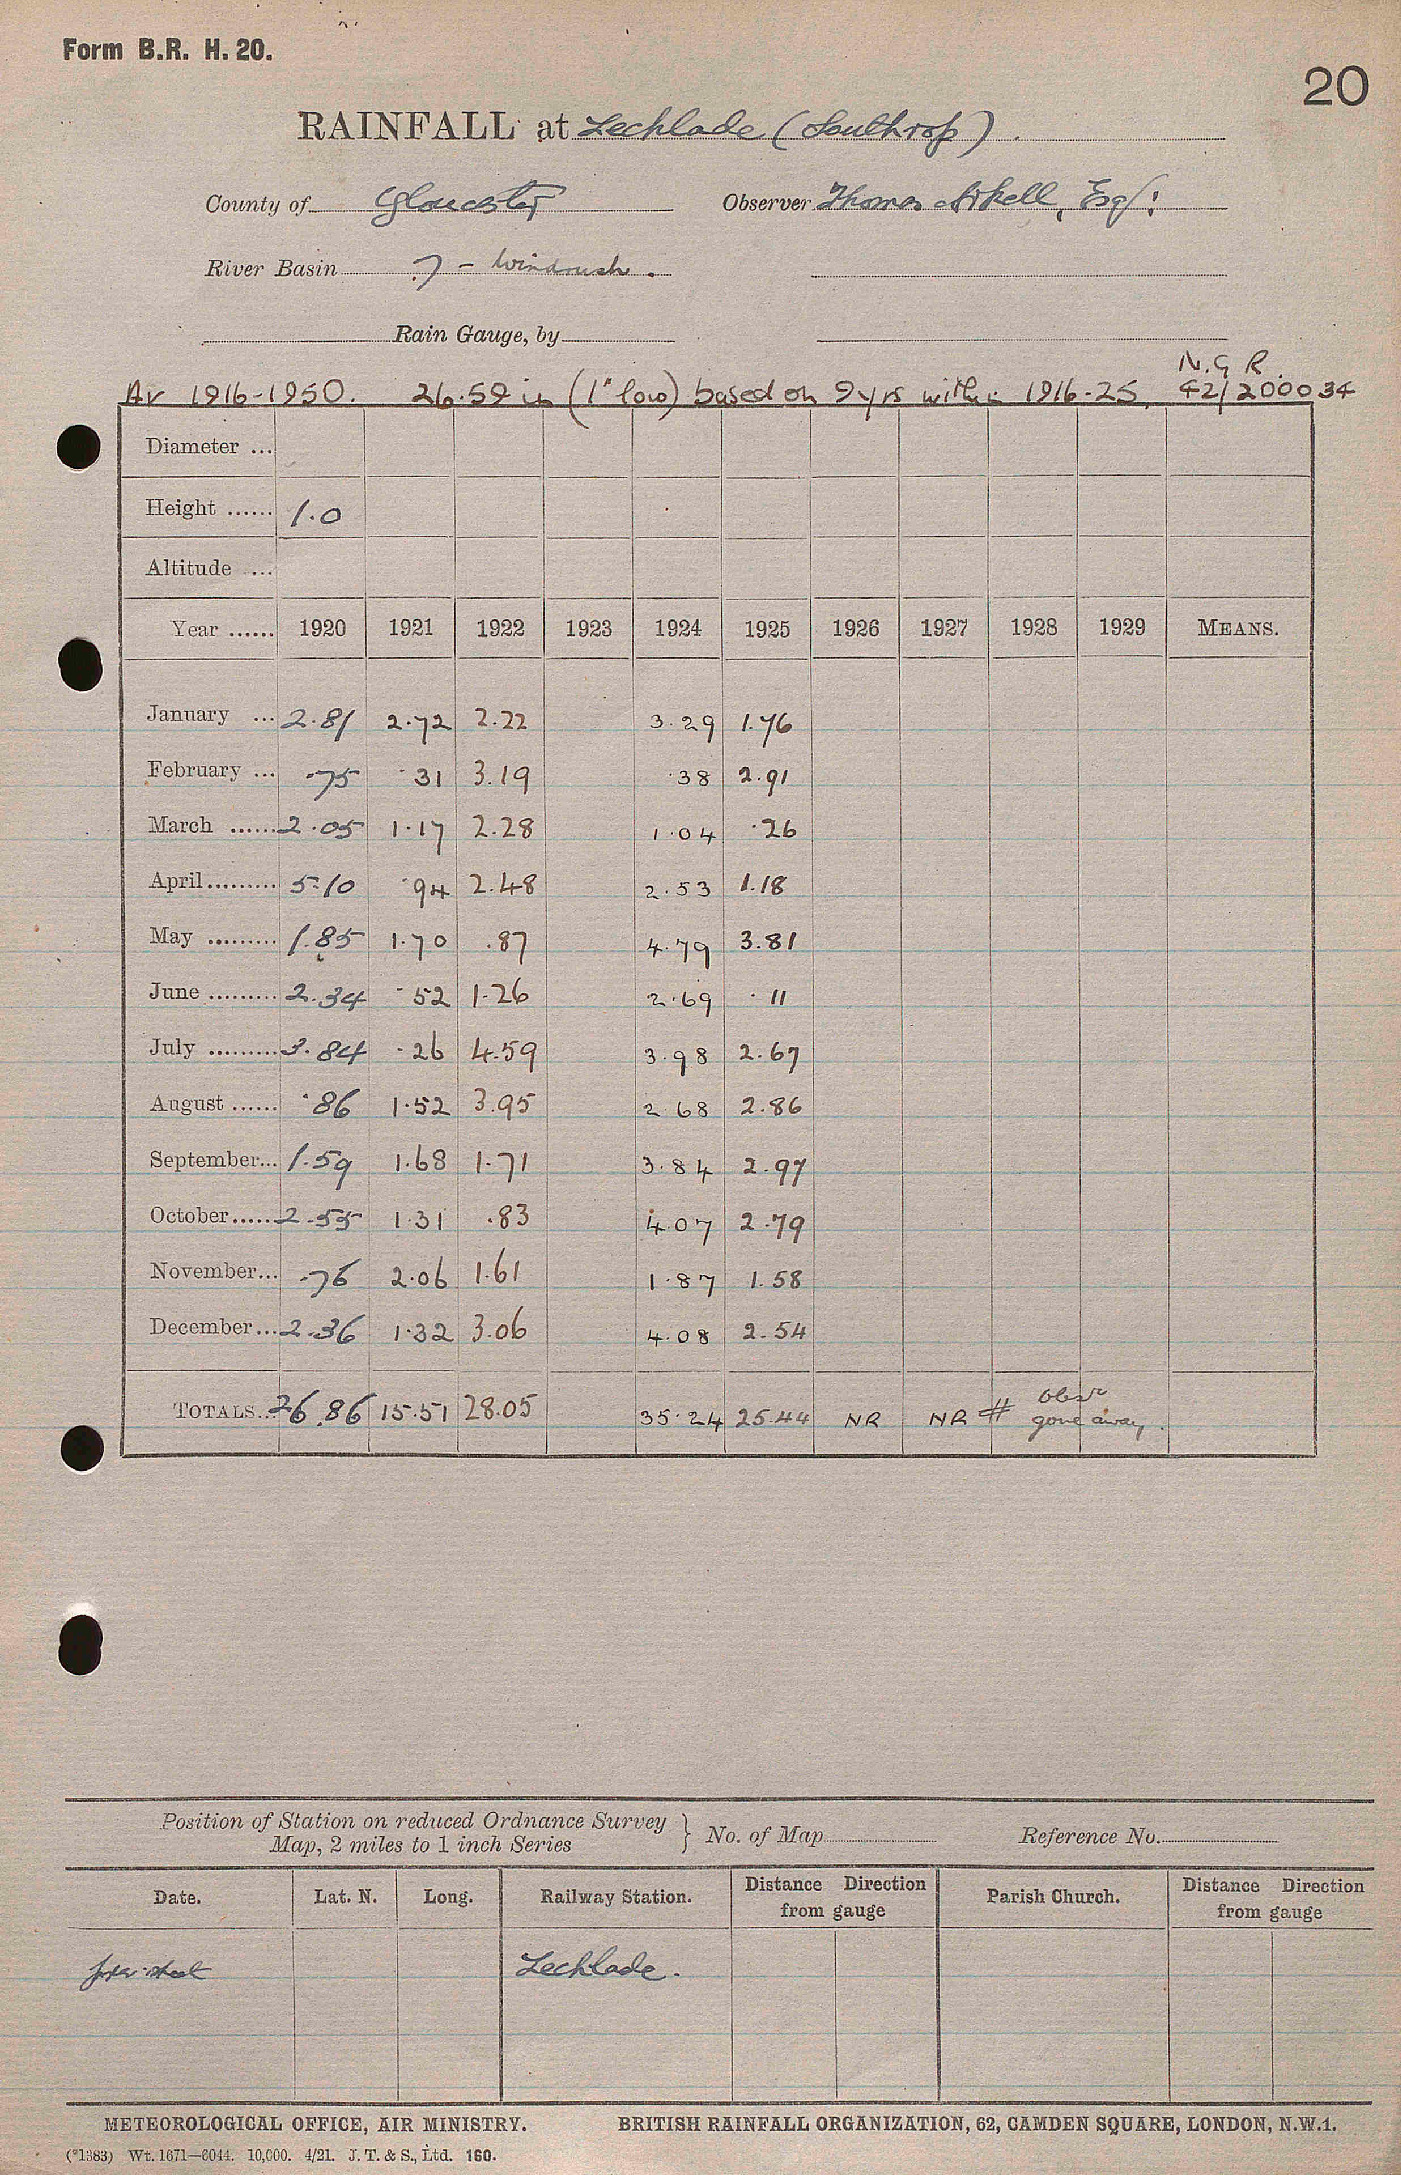 Form B.R. H. 20.
20
RAINFALL at Lechlade (Southrop)
County of Gloucester Observer Thomas Arkell, Esq:
River Basin 7 - Windrush.
Rain Gauge, by
N.G.R.
Av 1916-1950. 26.59 in (1" low) based on 9 yrs within 1916-25. 42/200034
Diameter ...
Height ...... 1.0
Altitude ...
Year ...... 1920 1921 1922 1923 1924 1925 1926 1927 1928 1929 MEANS.
January ... 2.81 2.72 2.22 3.29 1.76
February ... .75 .31 3.19 .38 2.91
March ...... 2.05 1.17 2.28 1.04 .26
April ......... 5.10 .94 2.48 2.53 1.18
May ......... 1.85 1.70 .87 4.79 3.81
June ......... 2.34 .52 1.26 2.69 .11
July ......... 3.84 .26 4.59 3.98 2.67
August ...... .86 1.52 3.95 2.68 2.86
September... 1.59 1.68 1.71 3.84 2.97
October...... 2.55 1.31 .83 4.07 2.79
November... .76 2.06 1.61 1.87 1.58
December... 2.36 1.32 3.06 4.08 2.54
TOTALS... 26.86 15.51 28.05 35.24 25.44 NR NR # obsr
gone away.
Position of Station on reduced Ordnance Survey
Map, 2 miles to 1 inch Series } No. of Map Reference No.
Date. Lat. N. Long. Railway Station. Distance Direction from gauge Parish Church. Distance Direction from gauge
Lechlade.
METEOROLOGICAL OFFICE, AIR MINISTRY. BRITISH RAINFALL ORGANIZATION, 62, CAMDEN SQUARE, LONDON, N.W.1.
(*1383) Wt. 1671—6044. 10,000. 4/21. J. T. & S., Ltd. 160.